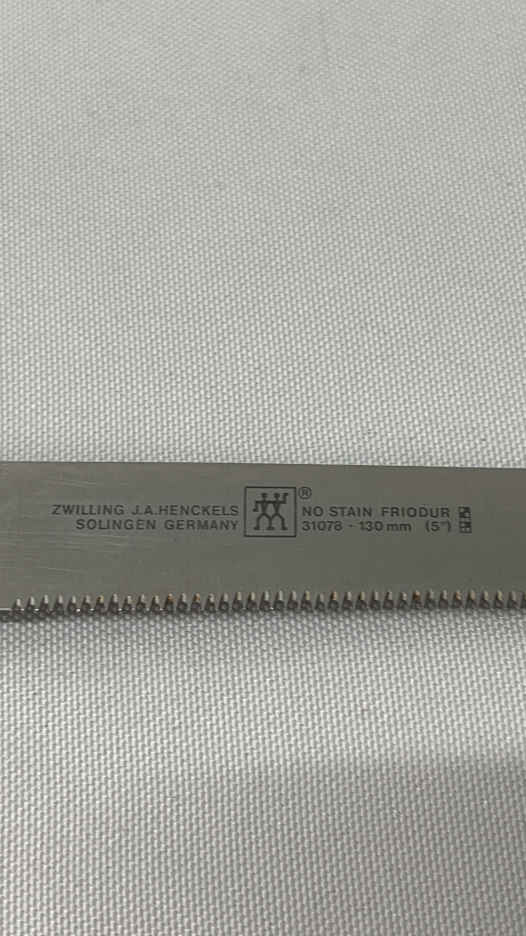 ZWILLING J.A.HENCKELS
SOLINGEN GERMANY
®
NO STAIN FRIODUR
31078 - 130 mm (5")